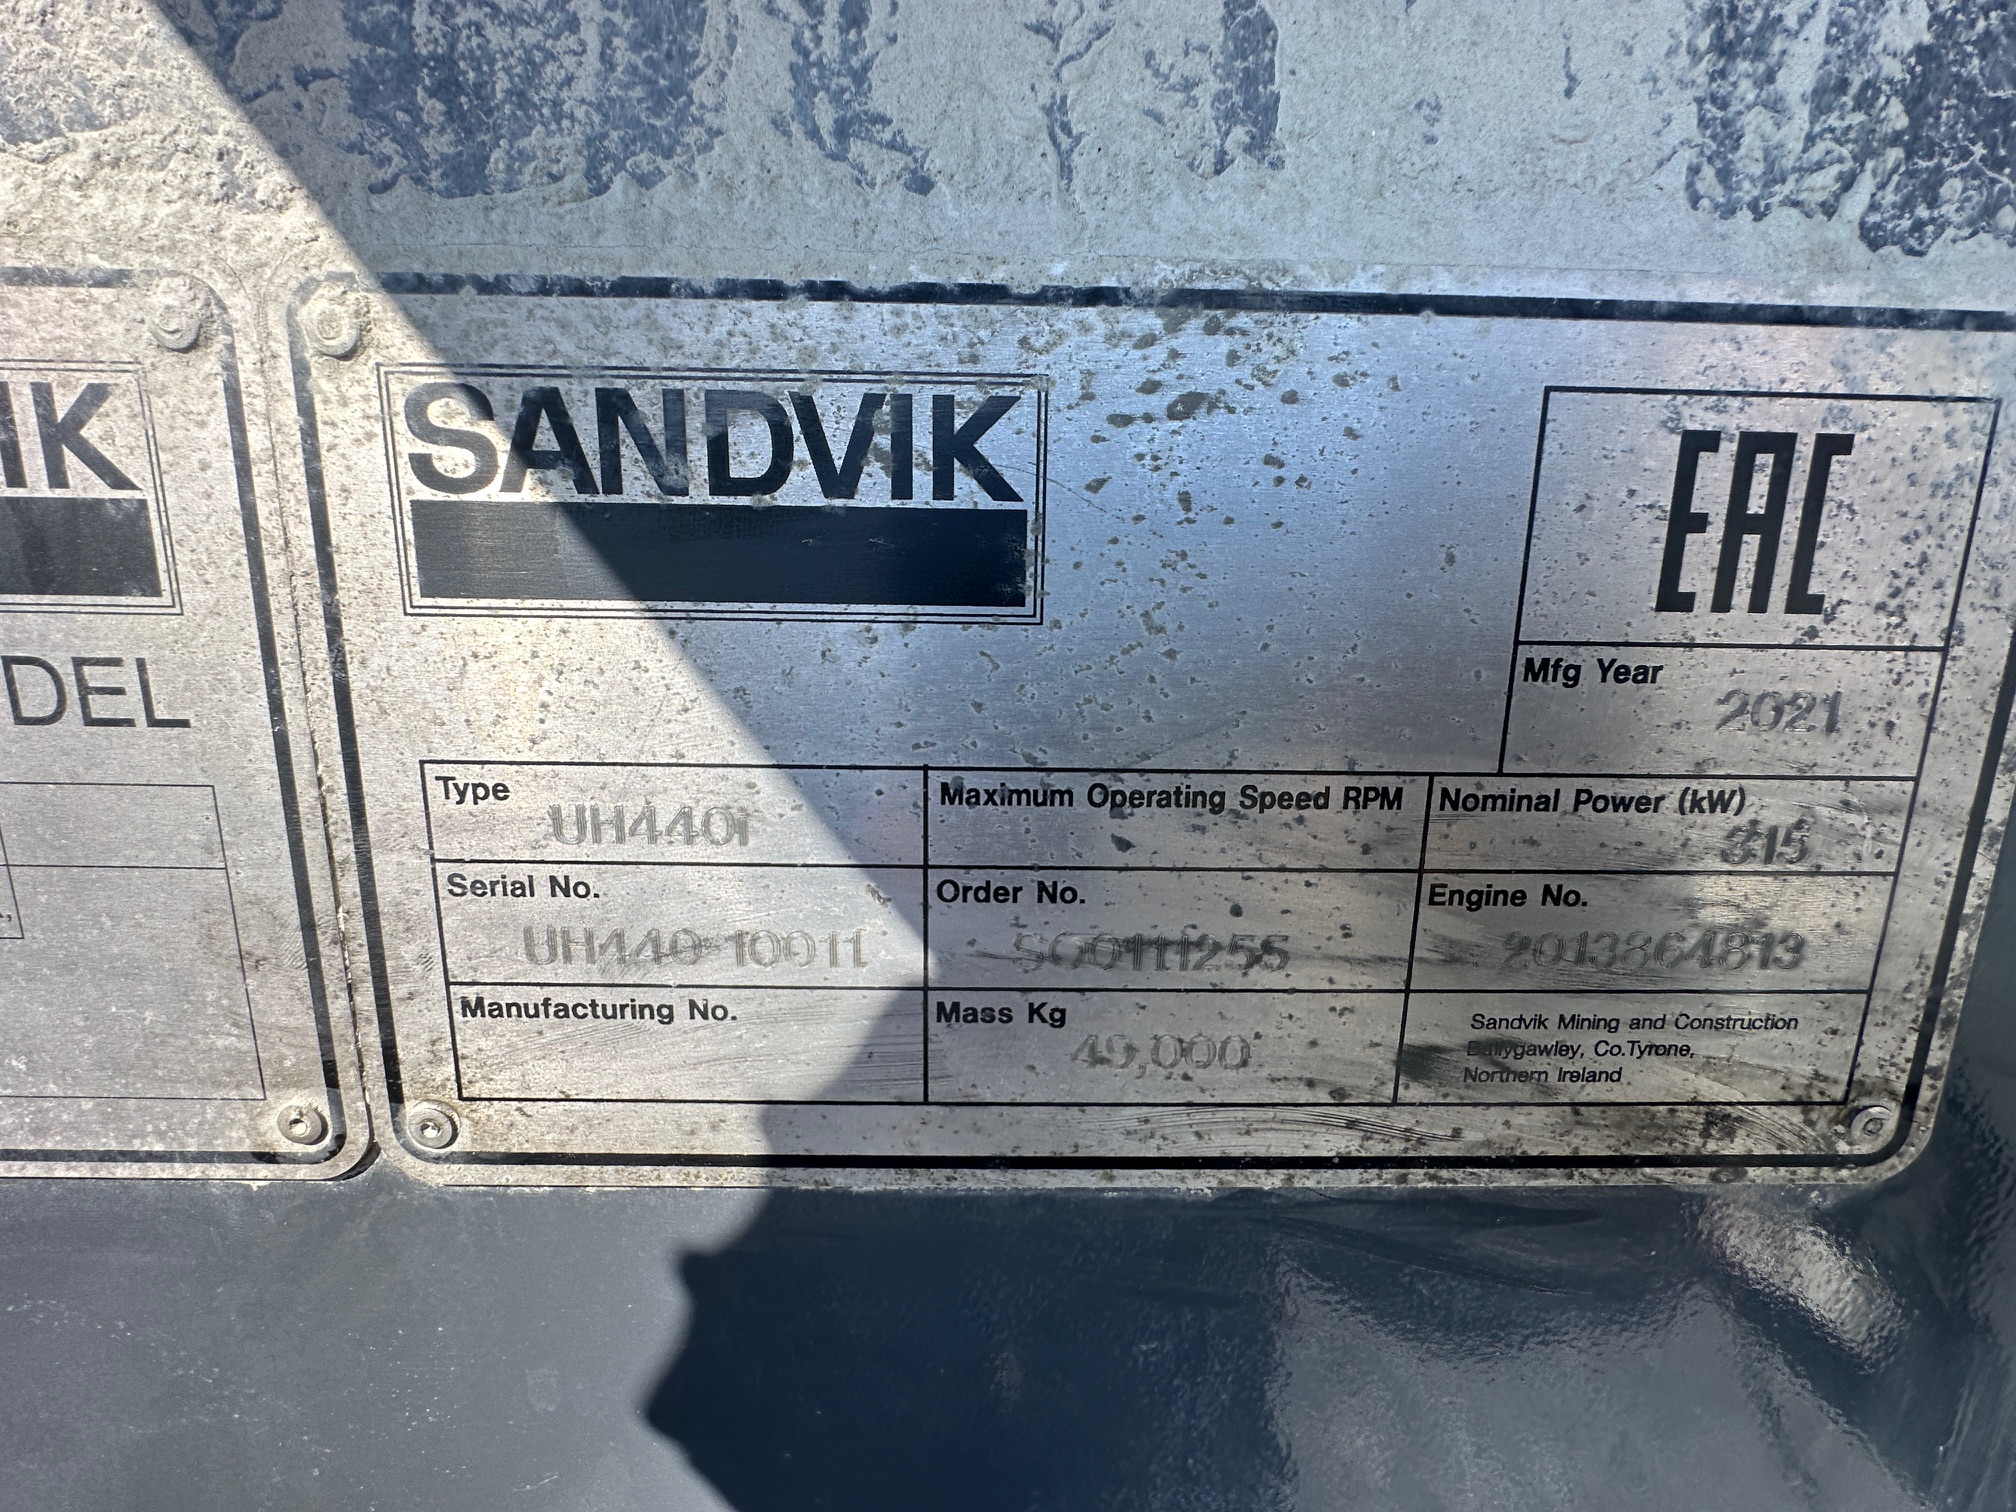 IK
DEL
SANDVIK
EAC
Mfg Year
2021
Type
UH440i
Maximum Operating Speed RPM
Nominal Power (kW)
315
Serial No.
UH440-10011
Order No.
SO0111255
Engine No.
2013864813
Manufacturing No.
Mass Kg
49,000
Sandvik Mining and Construction
Ballygawley, Co.Tyrone,
Northern Ireland